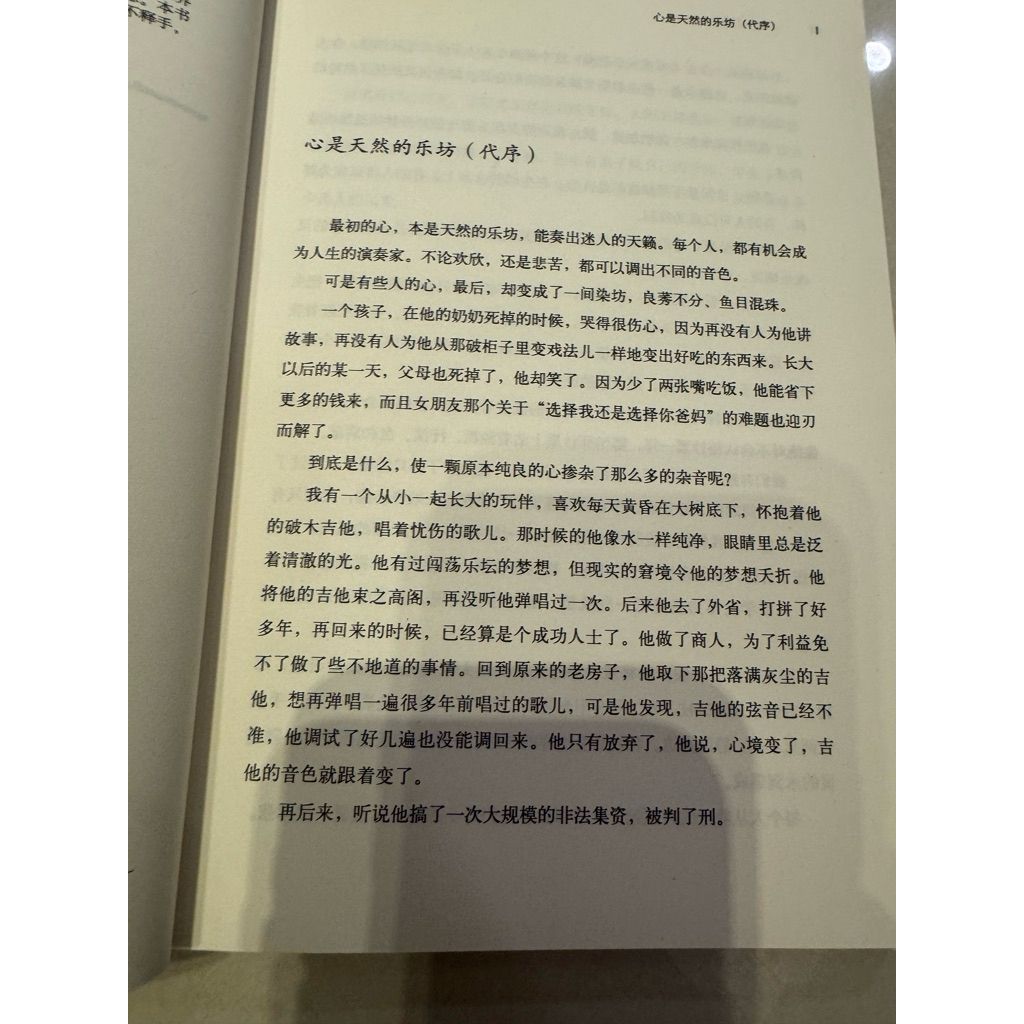 本书
不释手，
心是天然的乐坊（代序） 1
心是天然的乐坊（代序）
最初的心，本是天然的乐坊，能奏出迷人的天籁。每个人，都有机会成
为人生的演奏家。不论欢欣，还是悲苦，都可以调出不同的音色。
可是有些人的心，最后，却变成了一间染坊，良莠不分、鱼目混珠。
一个孩子，在他的奶奶死掉的时候，哭得很伤心，因为再没有人为他讲
故事，再没有人为他从那破柜子里变戏法儿一样地变出好吃的东西来。长大
以后的某一天，父母也死掉了，他却笑了。因为少了两张嘴吃饭，他能省下
更多的钱来，而且女朋友那个关于“选择我还是选择你爸妈”的难题也迎刃
而解了。
到底是什么，使一颗原本纯良的心掺杂了那么多的杂音呢？
我有一个从小一起长大的玩伴，喜欢每天黄昏在大树底下，怀抱着他
的破木吉他，唱着忧伤的歌儿。那时候的他像水一样纯净，眼睛里总是泛
着清澈的光。他有过闯荡乐坛的梦想，但现实的窘境令他的梦想夭折。他
将他的吉他束之高阁，再没听他弹唱过一次。后来他去了外省，打拼了好
多年，再回来的时候，已经算是个成功人士了。他做了商人，为了利益免
不了做了些不地道的事情。回到原来的老房子，他取下那把落满灰尘的吉
他，想再弹唱一遍很多年前唱过的歌儿，可是他发现，吉他的弦音已经不
准，他调试了好几遍也没能调回来。他只有放弃了，他说，心境变了，吉
他的音色就跟着变了。
再后来，听说他搞了一次大规模的非法集资，被判了刑。